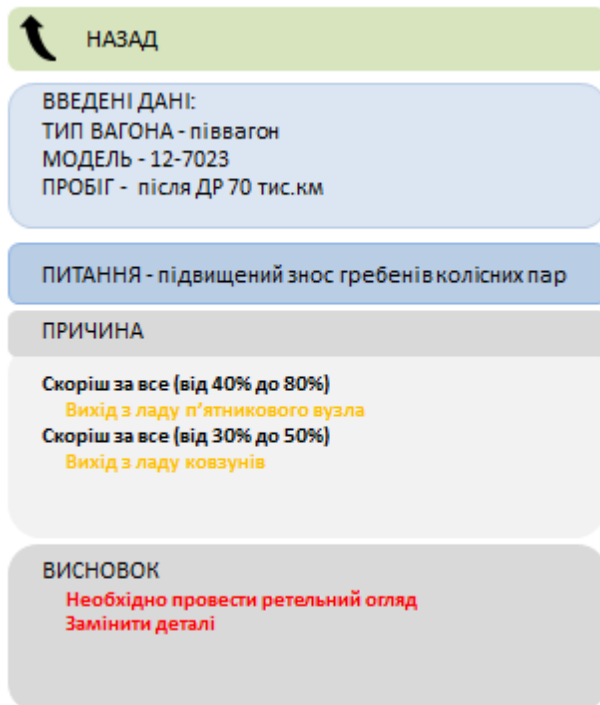 НАЗАД
ВВЕДЕНІ ДАНІ:
ТИП ВАГОНА - піввагон
МОДЕЛЬ - 12-7023
ПРОБІГ - після ДР 70 тис.км
ПИТАННЯ - підвищений знос гребенів колісних пар
ПРИЧИНА
Скоріш за все (від 40% до 80%)
Вихід з ладу п’ятникового вузла
Скоріш за все (від 30% до 50%)
Вихід з ладу ковзунів
ВИСНОВОК
Необхідно провести ретельний огляд
Замінити деталі